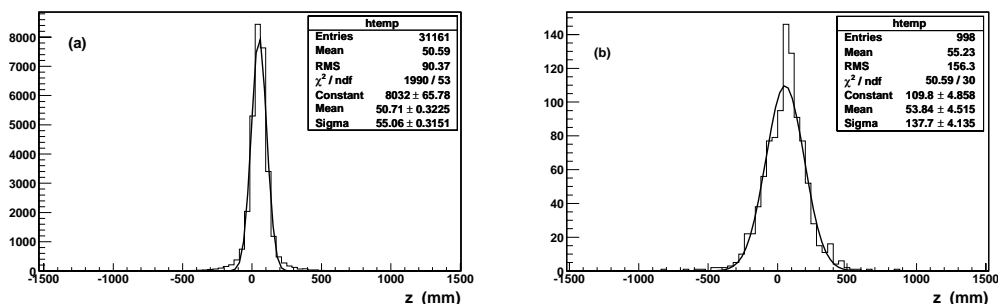 (a)
htemp
Entries 31161
Mean 50.59
RMS 90.37
χ² / ndf 1990 / 53
Constant 8032 ± 65.78
Mean 50.71 ± 0.3225
Sigma 55.06 ± 0.3151
8000
7000
6000
5000
4000
3000
2000
1000
0
-1500 -1000 -500 0 500 1000 1500
z (mm)
(b)
htemp
Entries 998
Mean 55.23
RMS 156.3
χ² / ndf 50.59 / 30
Constant 109.8 ± 4.858
Mean 53.84 ± 4.515
Sigma 137.7 ± 4.135
140
120
100
80
60
40
20
0
-1500 -1000 -500 0 500 1000 1500
z (mm)